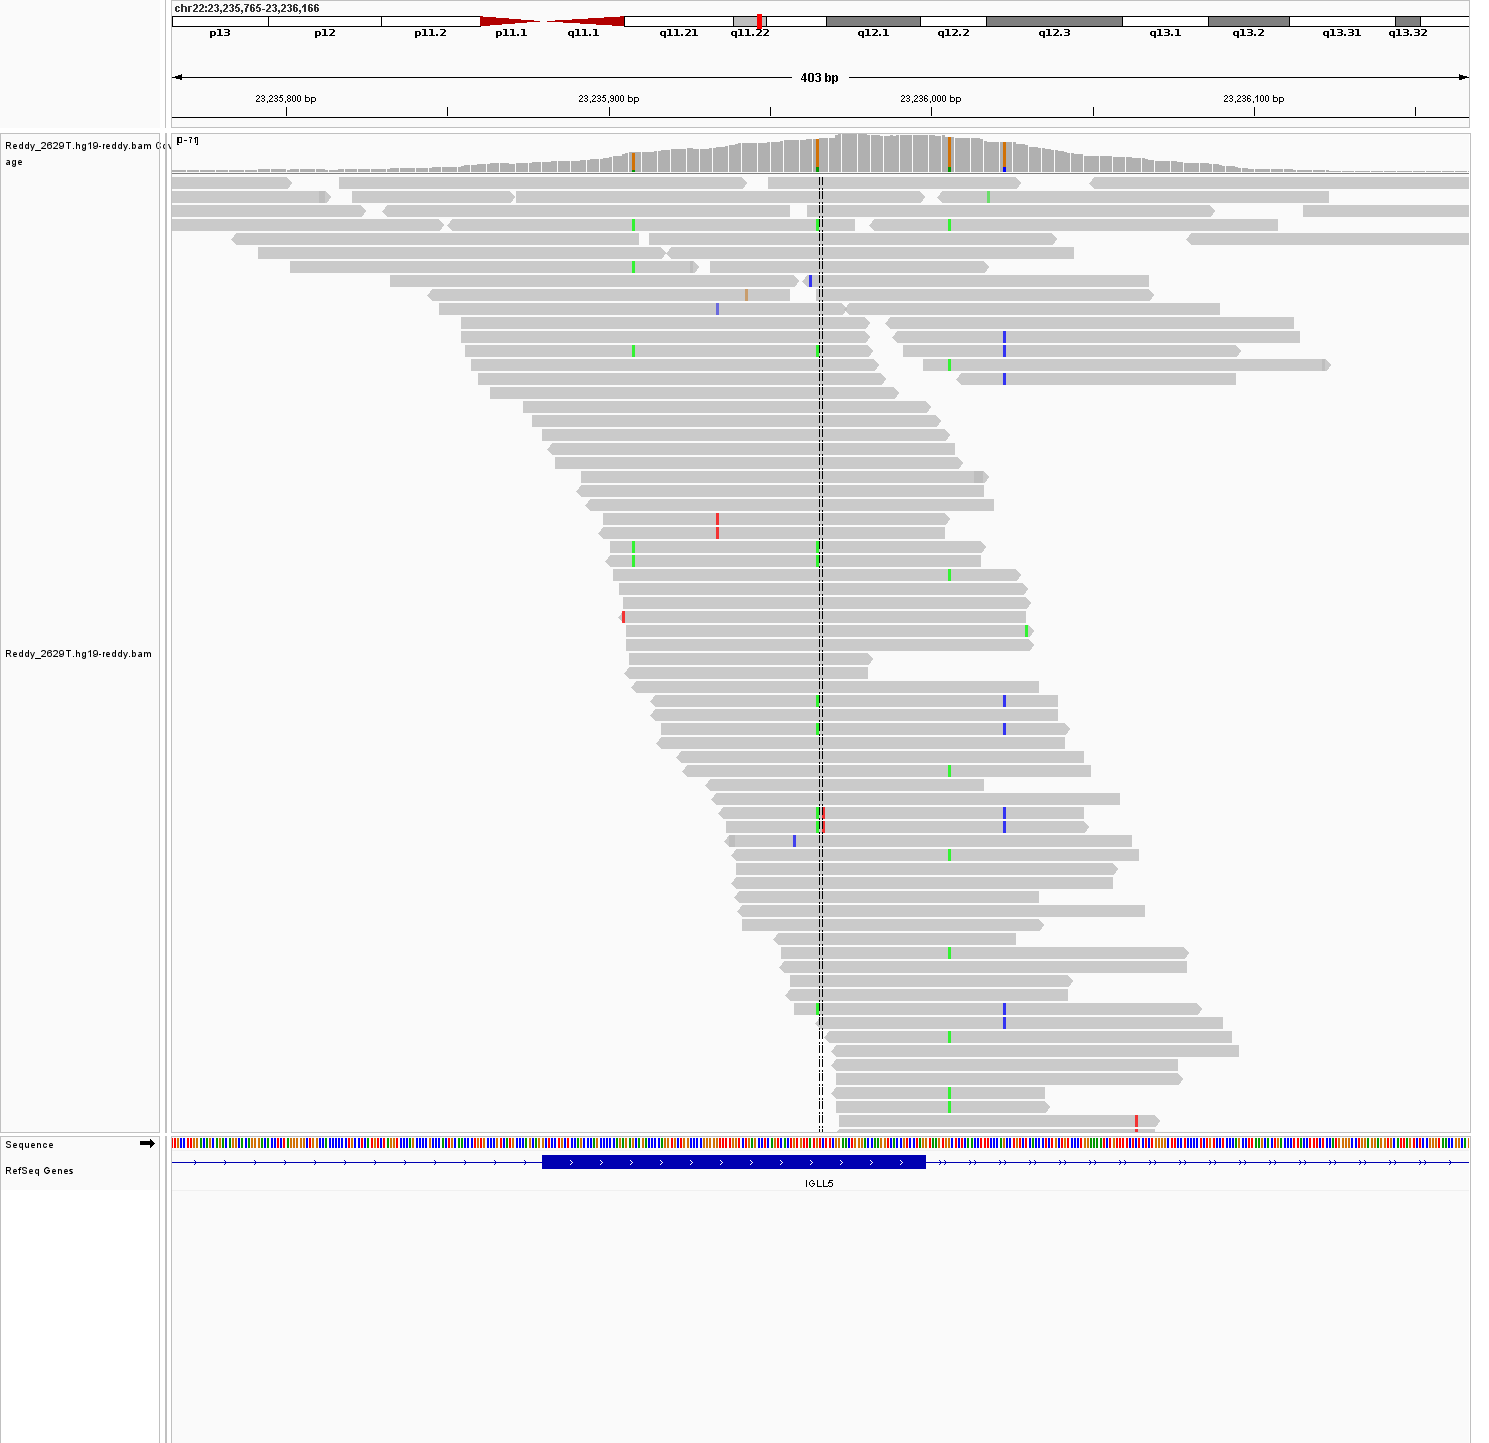 chr22:23,235,765-23,236,166
p13 p12 p11.2 p11.1 q11.1 q11.21 q11.22 q12.1 q12.2 q12.3 q13.1 q13.2 q13.31 q13.32
403 bp
23,235,800 bp 23,235,900 bp 23,236,000 bp 23,236,100 bp
[0-71]
Reddy_2629T.hg19-reddy.bam Cov
age
Reddy_2629T.hg19-reddy.bam
Sequence
RefSeq Genes
IGLL5